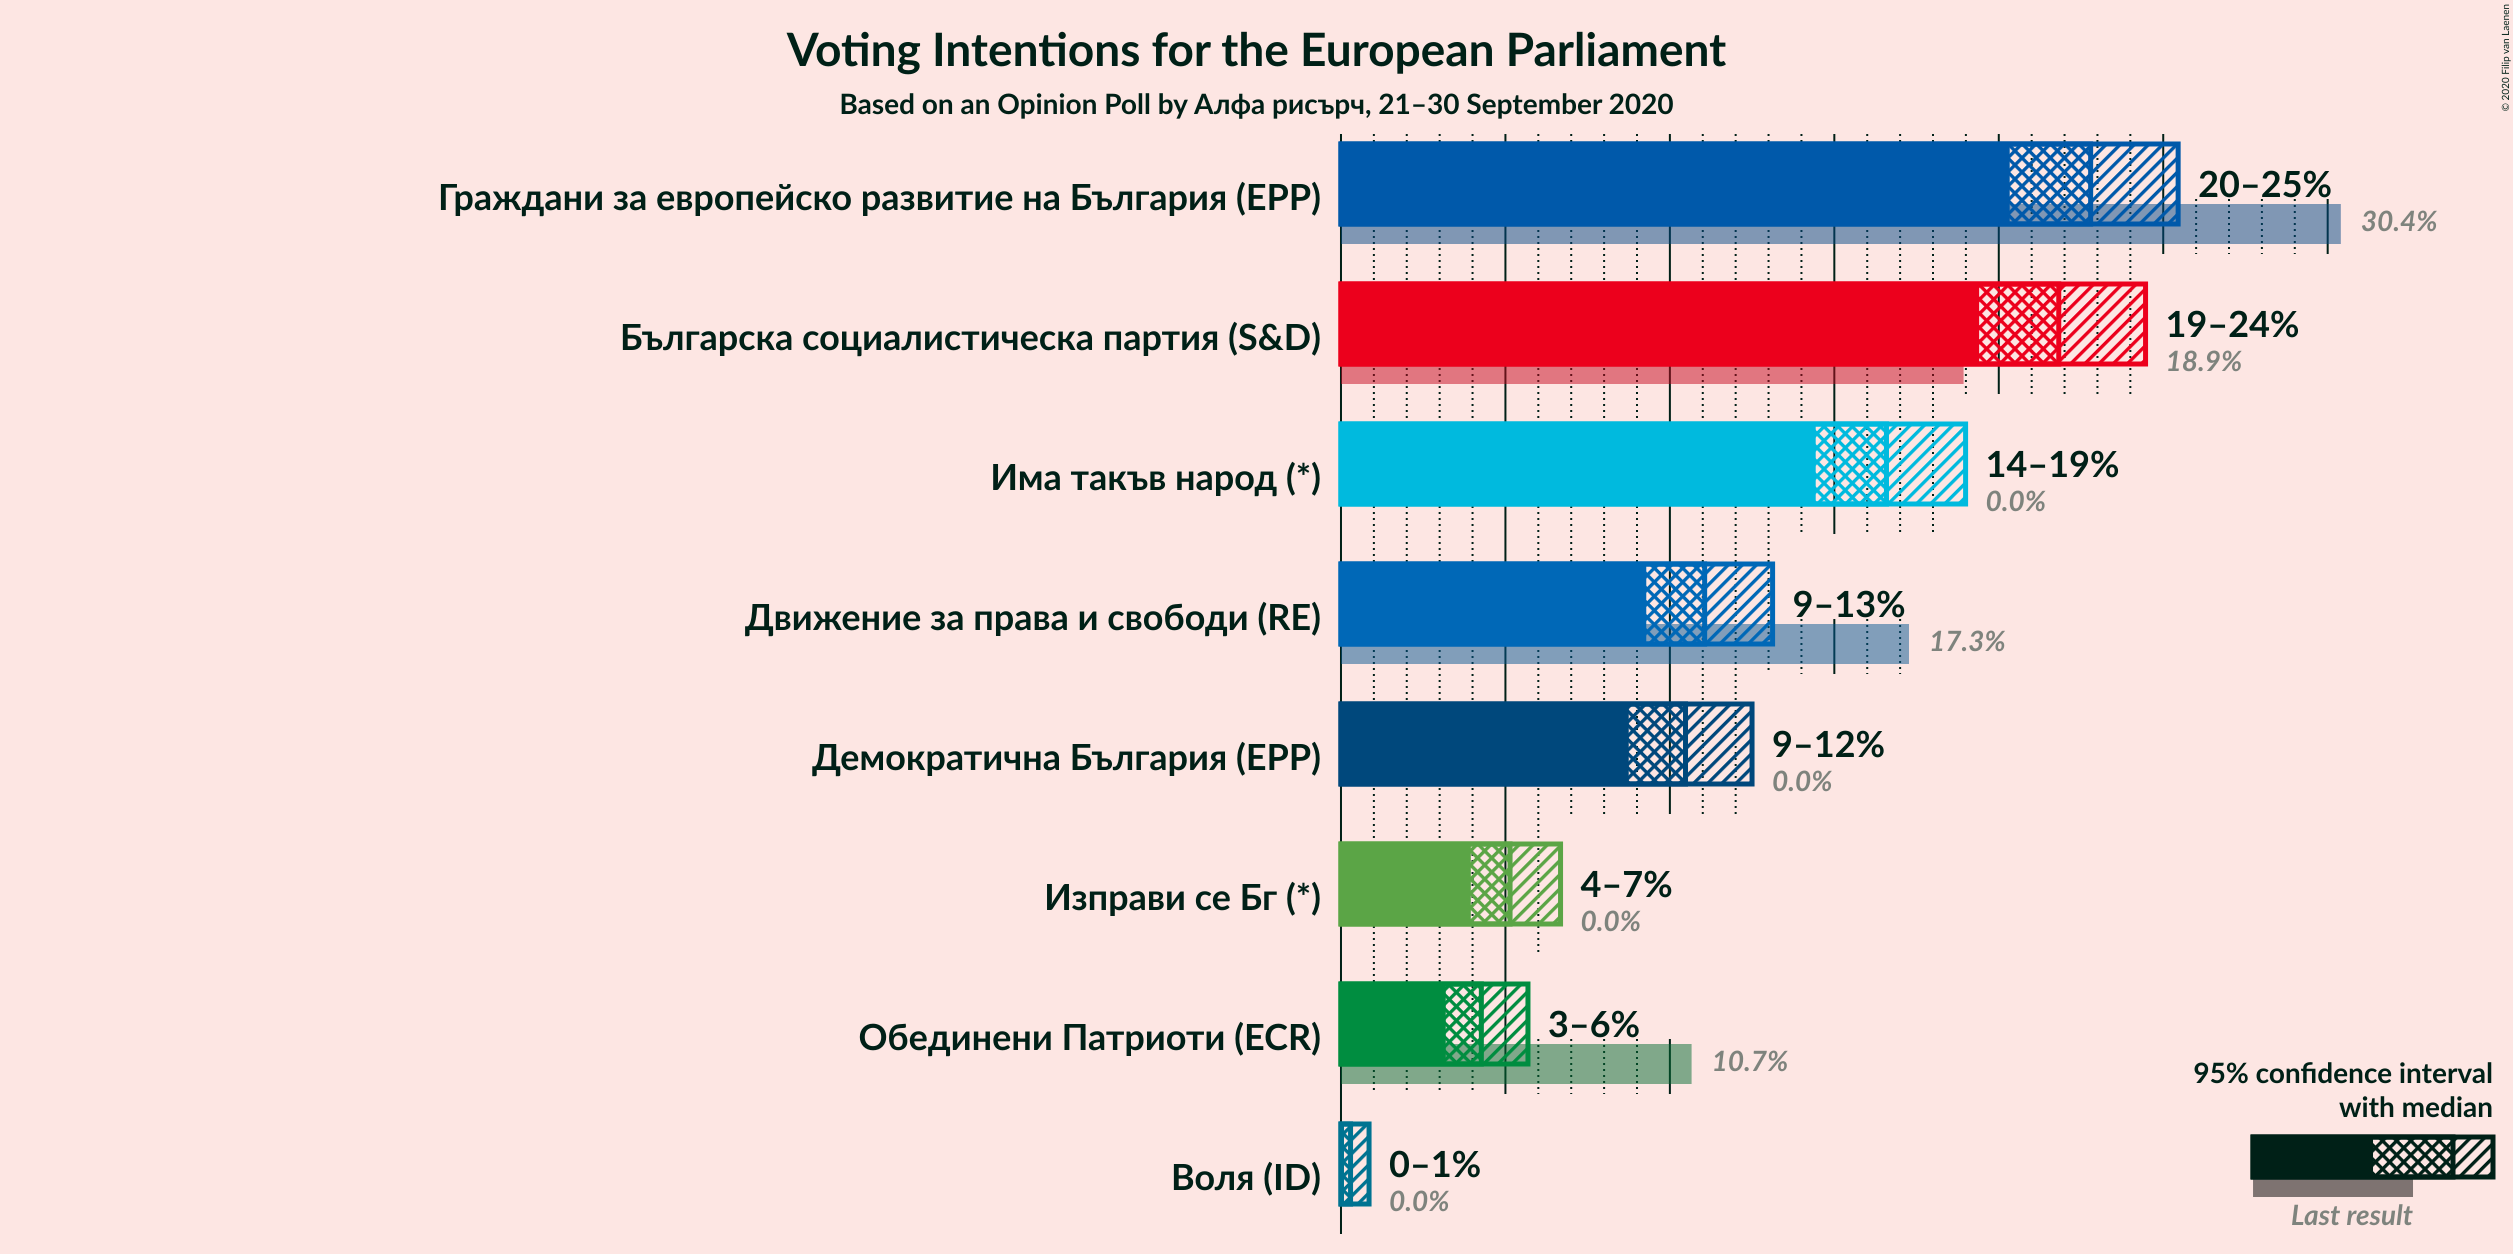 Voting Intentions for the European Parliament
Based on an Opinion Poll by Алфа рисърч, 21–30 September 2020
© 2020 Filip van Laenen
Граждани за европейско развитие на България (EPP)
20–25%
30.4%
Българска социалистическа партия (S&D)
19–24%
18.9%
Има такъв народ (*)
14–19%
0.0%
Движение за права и свободи (RE)
9–13%
17.3%
Демократична България (EPP)
9–12%
0.0%
Изправи се Бг (*)
4–7%
0.0%
Обединени Патриоти (ECR)
3–6%
10.7%
Воля (ID)
0–1%
0.0%
95% confidence interval
with median
Last result